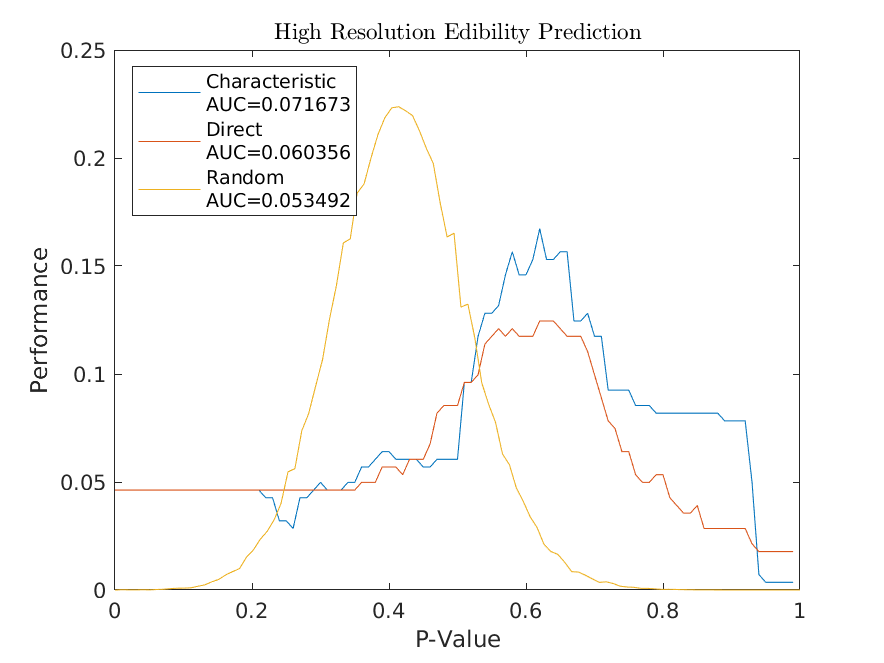 High Resolution Edibility Prediction
0.25
0.2
0.15
0.1
0.05
0
Performance
Characteristic
AUC=0.071673
Direct
AUC=0.060356
Random
AUC=0.053492
0 0.2 0.4 0.6 0.8 1
P-Value